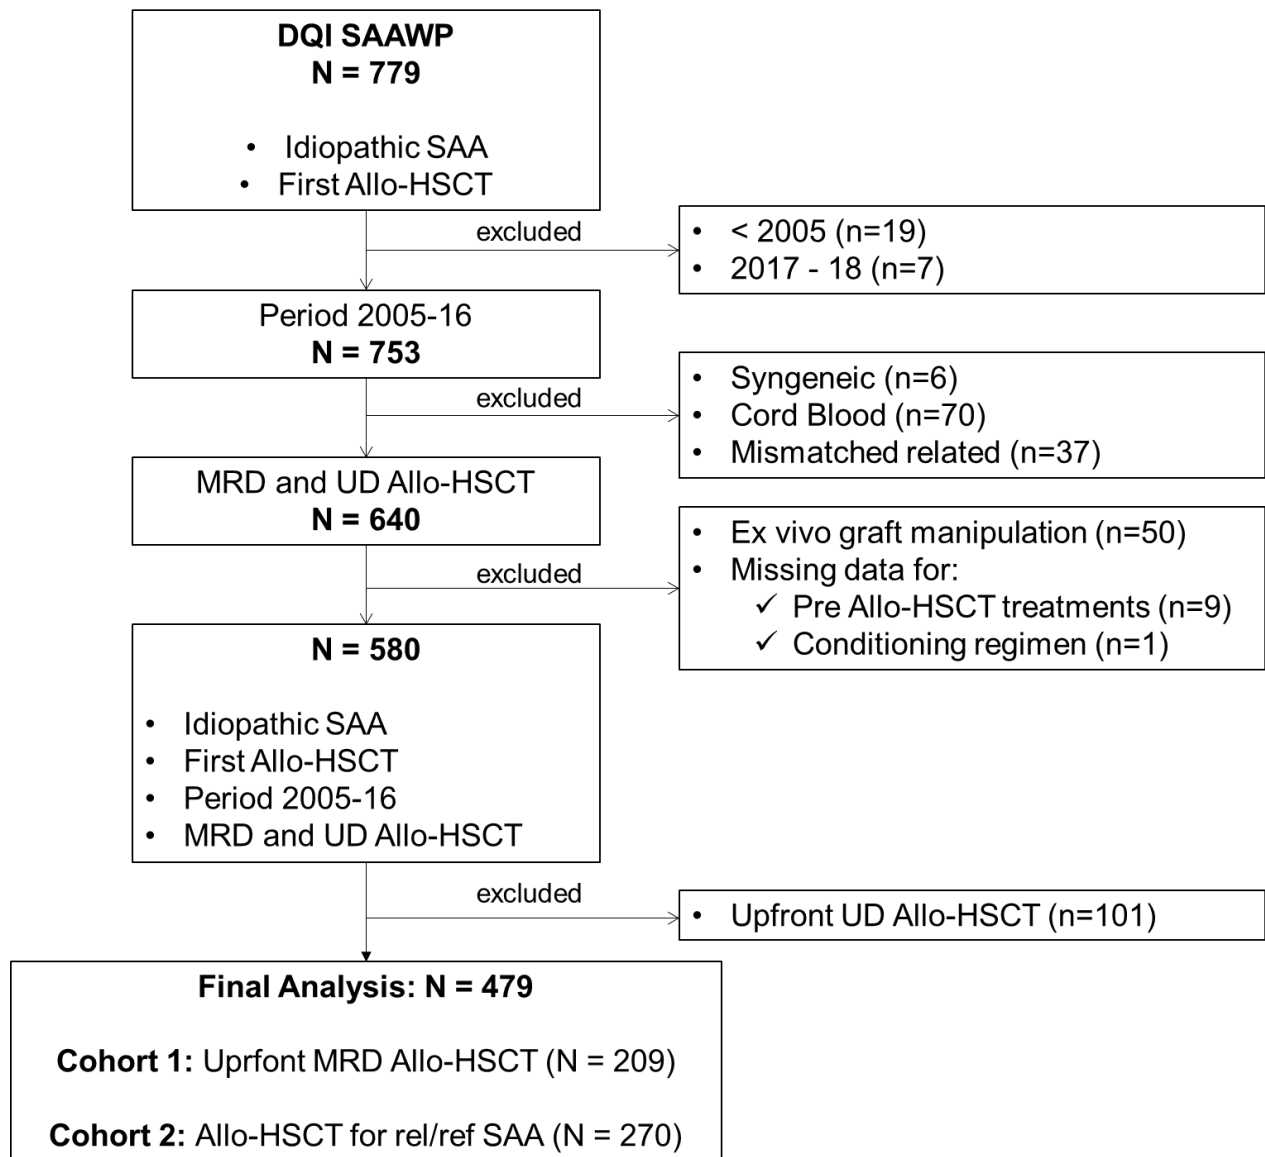 DQI SAAWP
N = 779
• Idiopathic SAA
• First Allo-HSCT
excluded
• < 2005 (n=19)
• 2017 - 18 (n=7)
Period 2005-16
N = 753
excluded
• Syngeneic (n=6)
• Cord Blood (n=70)
• Mismatched related (n=37)
MRD and UD Allo-HSCT
N = 640
excluded
• Ex vivo graft manipulation (n=50)
• Missing data for:
✓ Pre Allo-HSCT treatments (n=9)
✓ Conditioning regimen (n=1)
N = 580
• Idiopathic SAA
• First Allo-HSCT
• Period 2005-16
• MRD and UD Allo-HSCT
excluded
• Upfront UD Allo-HSCT (n=101)
Final Analysis: N = 479
Cohort 1: Uprfont MRD Allo-HSCT (N = 209)
Cohort 2: Allo-HSCT for rel/ref SAA (N = 270)